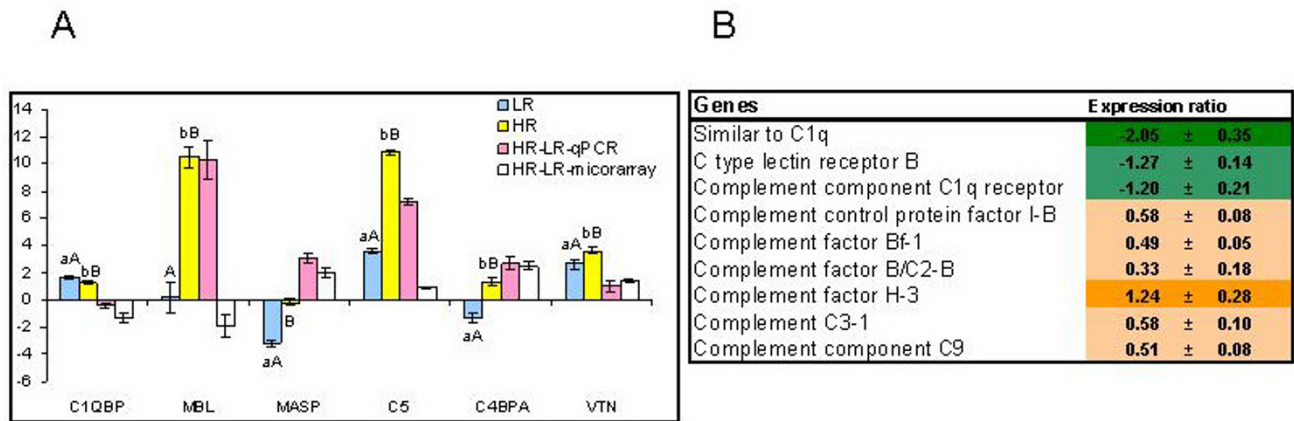 A
B
14
12
10
8
6
4
2
0
-2
-4
-6
LR
HR
HR-LR-qPCR
HR-LR-micorarray
aA bB
A bB
aA B
aA bB
aA bB
aA bB
C1QBP MBL MASP C5 C4BPA VTN
Genes Expression ratio
Similar to C1q -2.05 ± 0.35
C type lectin receptor B -1.27 ± 0.14
Complement component C1q receptor -1.20 ± 0.21
Complement control protein factor I-B 0.58 ± 0.08
Complement factor Bf-1 0.49 ± 0.05
Complement factor B/C2-B 0.33 ± 0.18
Complement factor H-3 1.24 ± 0.28
Complement C3-1 0.58 ± 0.10
Complement component C9 0.51 ± 0.08